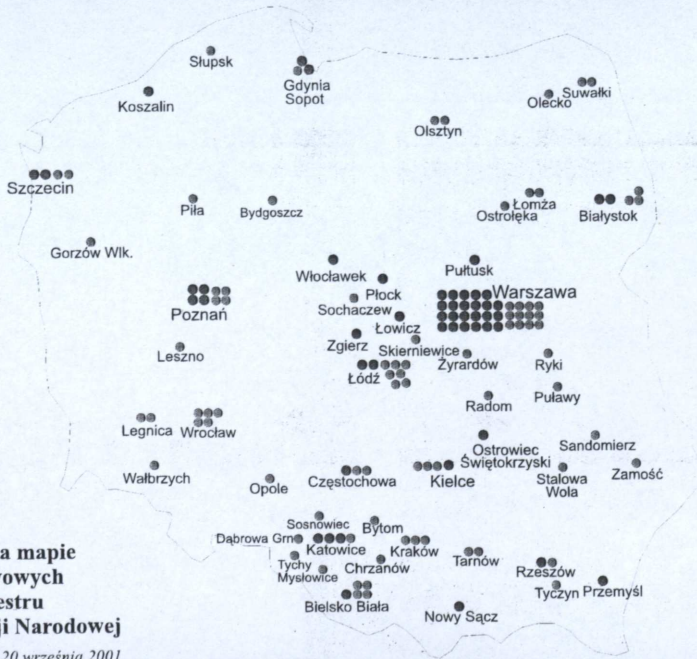 Słupsk
Gdynia
Sopot
Koszalin
Olecko
Suwałki
Olsztyn
Szczecin
Piła
Bydgoszcz
Łomża
Ostrołęka
Białystok
Gorzów Wlk.
Włocławek
Pułtusk
Płock
Warszawa
Sochaczew
Poznań
Łowicz
Zgierz
Skierniewice
Leszno
Żyrardów
Ryki
Łódź
Puławy
Radom
Legnica
Wrocław
Ostrowiec
Świętokrzyski
Sandomierz
Wałbrzych
Opole
Częstochowa
Kielce
Stalowa
Wola
Zamość
Sosnowiec
Bytom
Dąbrowa Grn
Katowice
Kraków
Tarnów
Tychy
Chrzanów
Mysłowice
Rzeszów
Tyczyn
Przemyśl
Bielsko Biała
Nowy Sącz
a mapie
owych
estru
ji Narodowej
20 września 2001